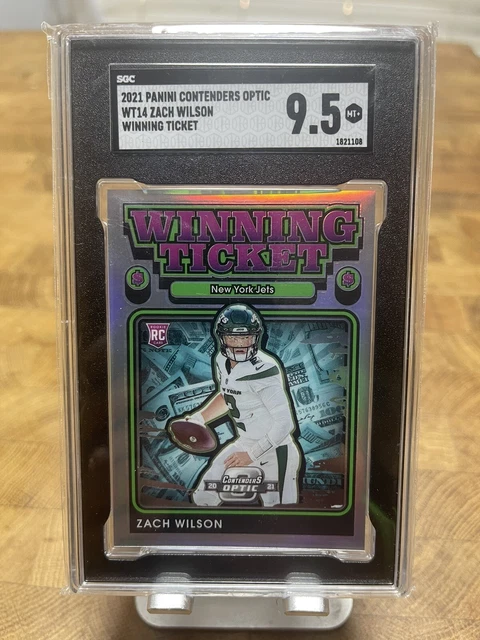 SGC
2021 PANINI CONTENDERS OPTIC
WT14 ZACH WILSON
WINNING TICKET
9.5
MT+
1821108
WINNING
TICKET
$ $
New York Jets
ROOKIE
RC
CONTENDERS
20 OPTIC 21
ZACH WILSON